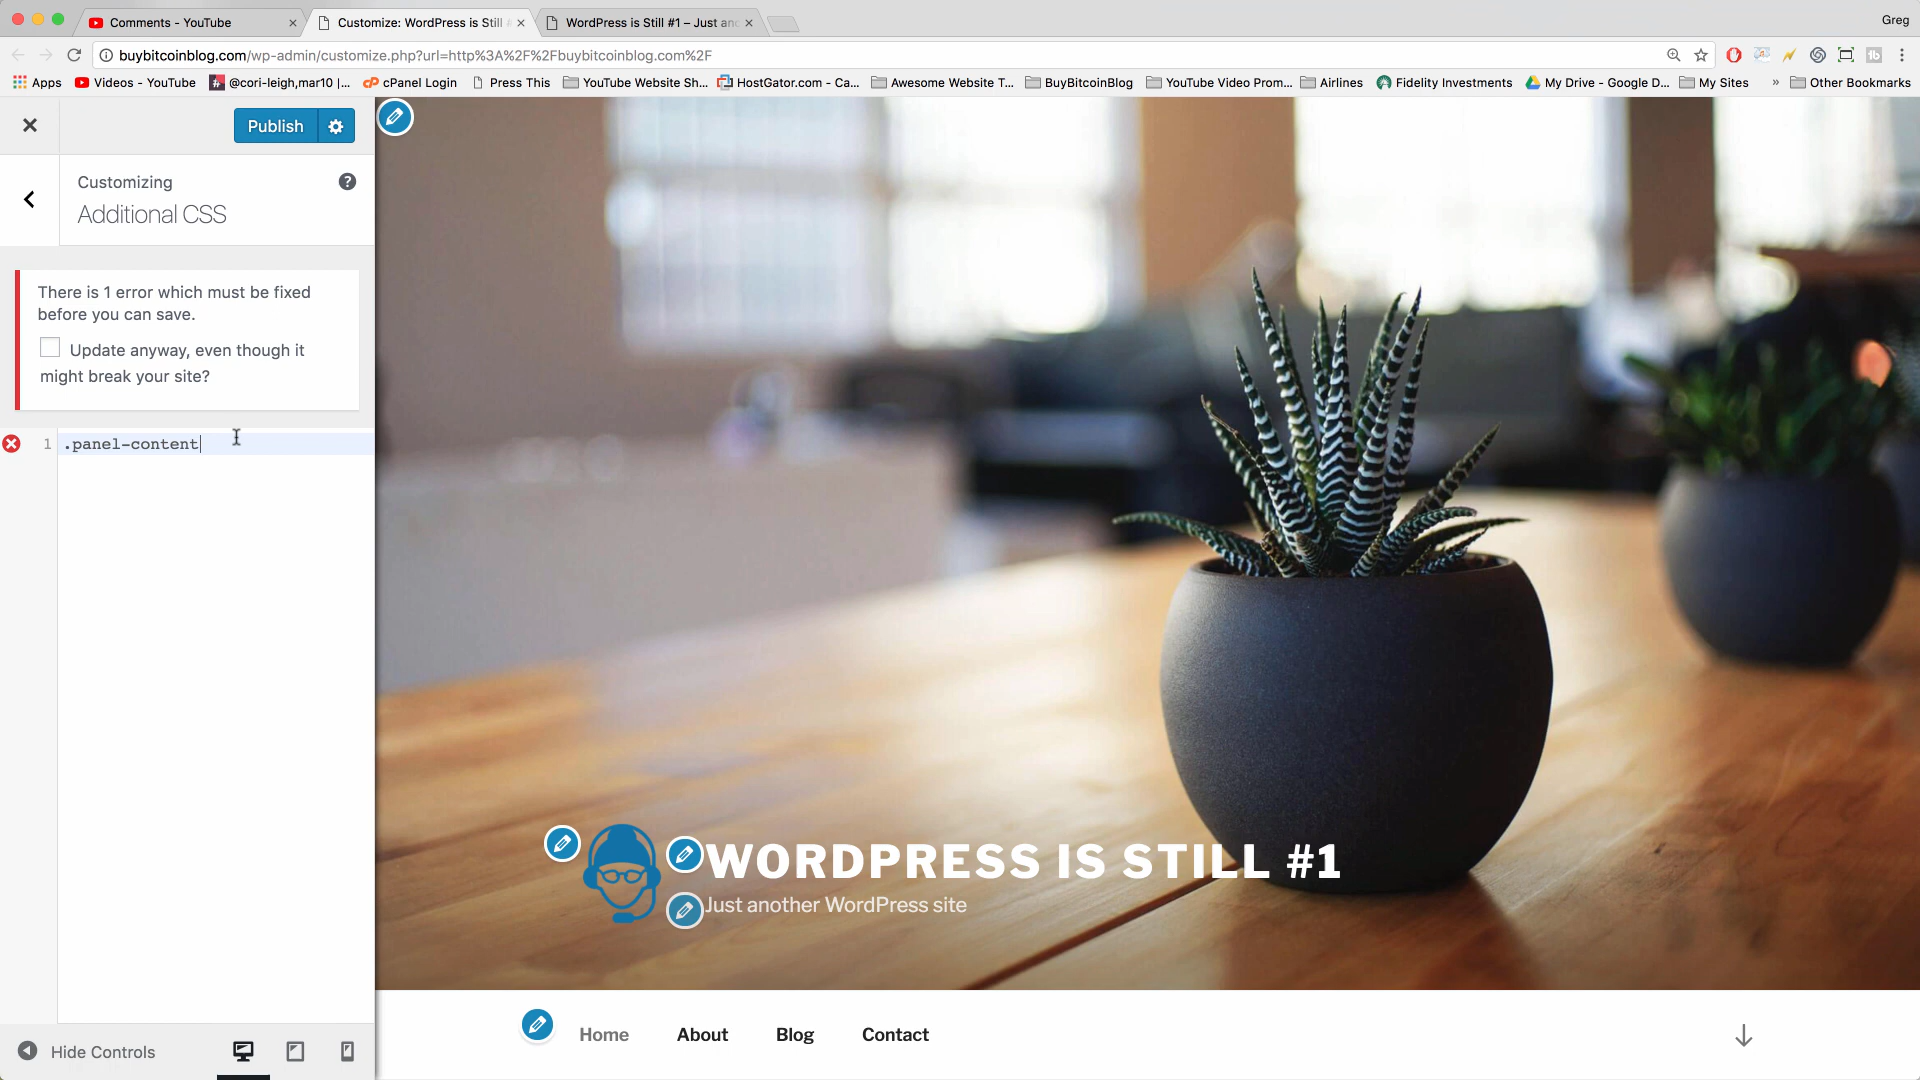 Comments - YouTube
Customize: WordPress is Still #
WordPress is Still #1 – Just an
Greg
buybitcoinblog.com/wp-admin/customize.php?url=http%3A%2F%2Fbuybitcoinblog.com%2F
Apps
Videos - YouTube
@cori-leigh,mar10 |...
cPanel Login
Press This
YouTube Website Sh...
HostGator.com - Ca...
Awesome Website T...
BuyBitcoinBlog
YouTube Video Prom...
Airlines
Fidelity Investments
My Drive - Google D...
My Sites
»
Other Bookmarks
Publish
Customizing
Additional CSS
There is 1 error which must be fixed
before you can save.
Update anyway, even though it
might break your site?
1 .panel-content
WORDPRESS IS STILL #1
Just another WordPress site
Home About Blog Contact
Hide Controls